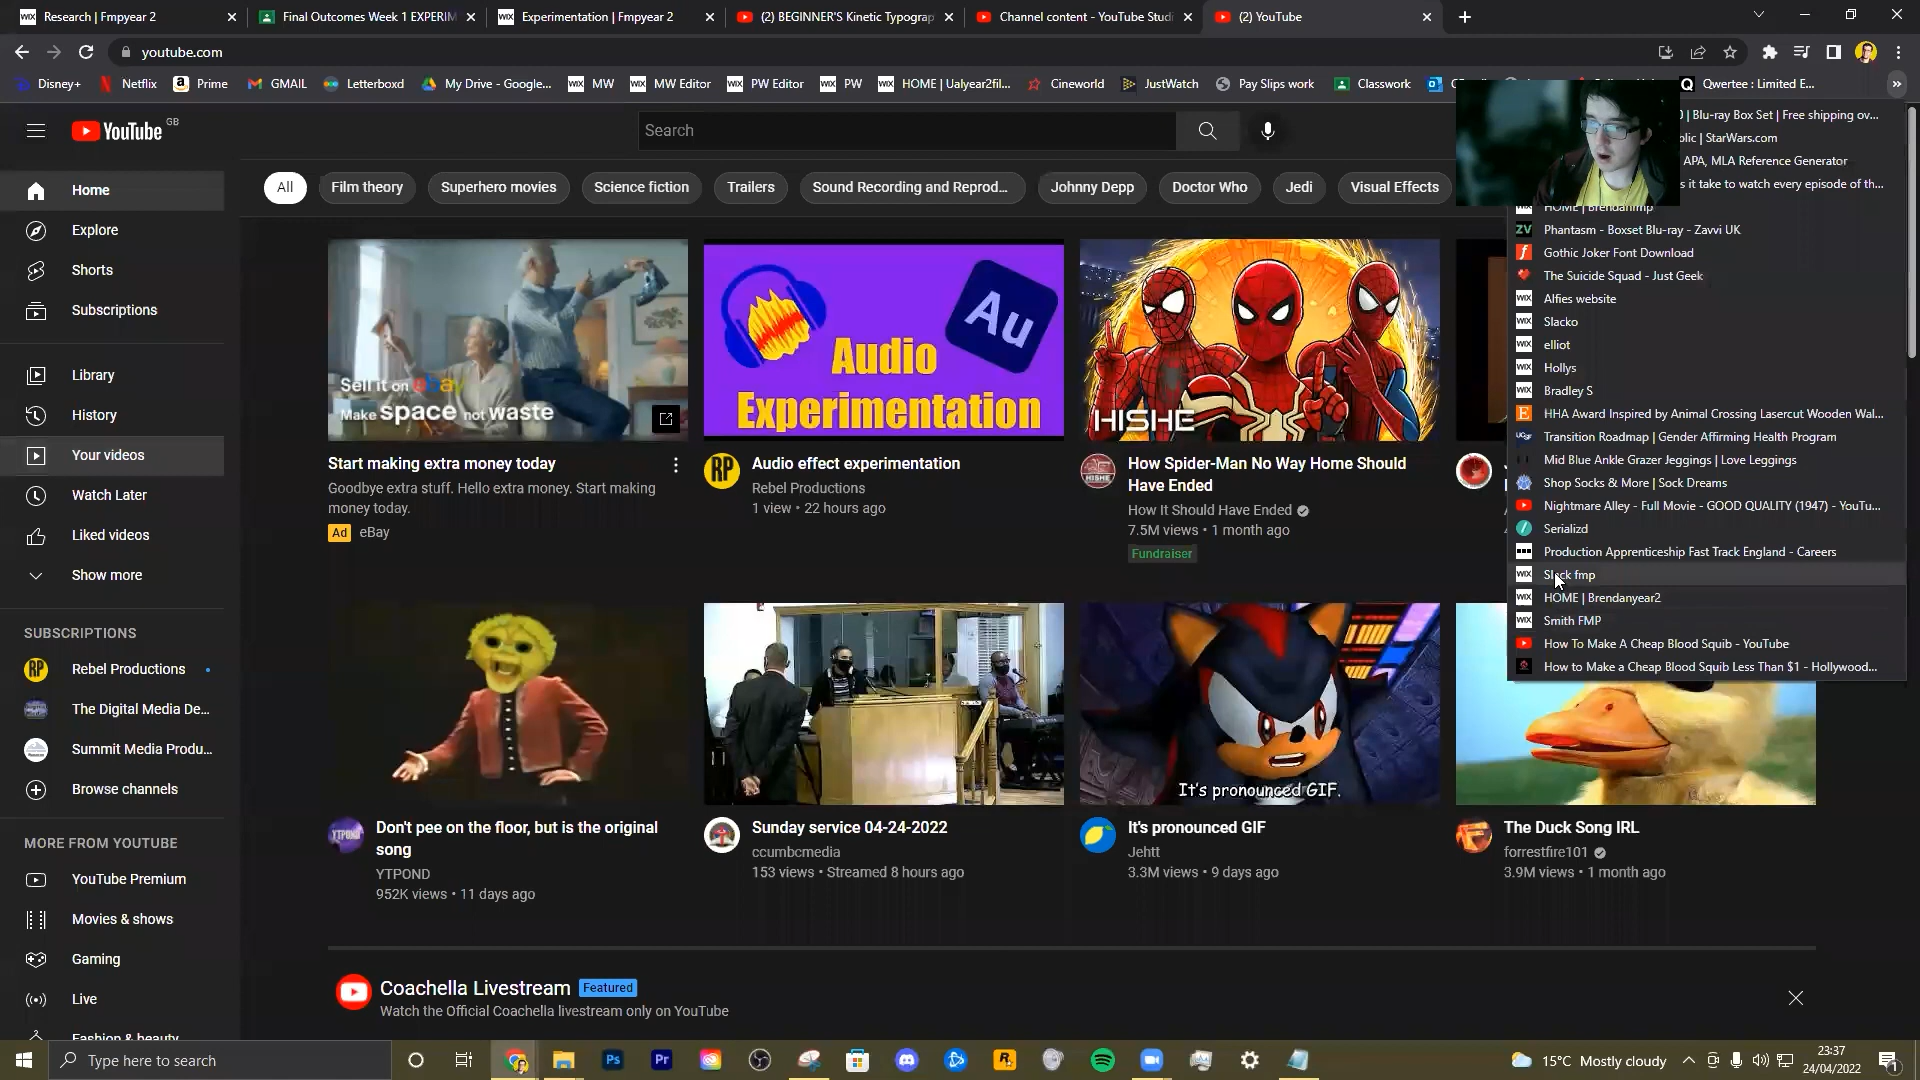 Research | Fmpyear 2
Final Outcomes Week 1 EXPERIM
Experimentation | Fmpyear 2
(2) BEGINNER'S Kinetic Typograp
Channel content - YouTube Studi
(2) YouTube
youtube.com
Disney+ Netflix Prime GMAIL Letterboxd My Drive - Google... MW MW Editor PW Editor PW HOME | Ualyear2fil... Cineworld JustWatch Pay Slips work Classwork Qwertee : Limited E...
YouTube GB
Search
All Film theory Superhero movies Science fiction Trailers Sound Recording and Reprod... Johnny Depp Doctor Who Jedi Visual Effects
Home
Explore
Shorts
Subscriptions
Library
History
Your videos
Watch Later
Liked videos
Show more
SUBSCRIPTIONS
Rebel Productions
The Digital Media De...
Summit Media Produ...
Browse channels
MORE FROM YOUTUBE
YouTube Premium
Movies & shows
Gaming
Live
Fashion & beauty
Sell it on ebay
Make space not waste
Start making extra money today
Goodbye extra stuff. Hello extra money. Start making
money today.
Ad eBay
Au
Audio
Experimentation
RP
Audio effect experimentation
Rebel Productions
1 view • 22 hours ago
HISHE
How Spider-Man No Way Home Should
Have Ended
How It Should Have Ended
7.5M views • 1 month ago
Fundraiser
YTPOND
Don't pee on the floor, but is the original
song
YTPOND
952K views • 11 days ago
Sunday service 04-24-2022
ccumbcmedia
153 views • Streamed 8 hours ago
It's pronounced GIF.
It's pronounced GIF
Jehtt
3.3M views • 9 days ago
The Duck Song IRL
forrestfire101
3.9M views • 1 month ago
Coachella Livestream Featured
Watch the Official Coachella livestream only on YouTube
| Blu-ray Box Set | Free shipping ov...
| StarWars.com
APA, MLA Reference Generator
it take to watch every episode of th...
HOME | Brendanfmp
Phantasm - Boxset Blu-ray - Zavvi UK
Gothic Joker Font Download
The Suicide Squad - Just Geek
Alfies website
Slacko
elliot
Hollys
Bradley S
HHA Award Inspired by Animal Crossing Lasercut Wooden Wal...
Transition Roadmap | Gender Affirming Health Program
Mid Blue Ankle Grazer Jeggings | Love Leggings
Shop Socks & More | Sock Dreams
Nightmare Alley - Full Movie - GOOD QUALITY (1947) - YouTu...
Serializd
Production Apprenticeship Fast Track England - Careers
Slack fmp
HOME | Brendanyear2
Smith FMP
How To Make A Cheap Blood Squib - YouTube
How to Make a Cheap Blood Squib Less Than $1 - Hollywood...
Type here to search
15°C Mostly cloudy
23:37
24/04/2022